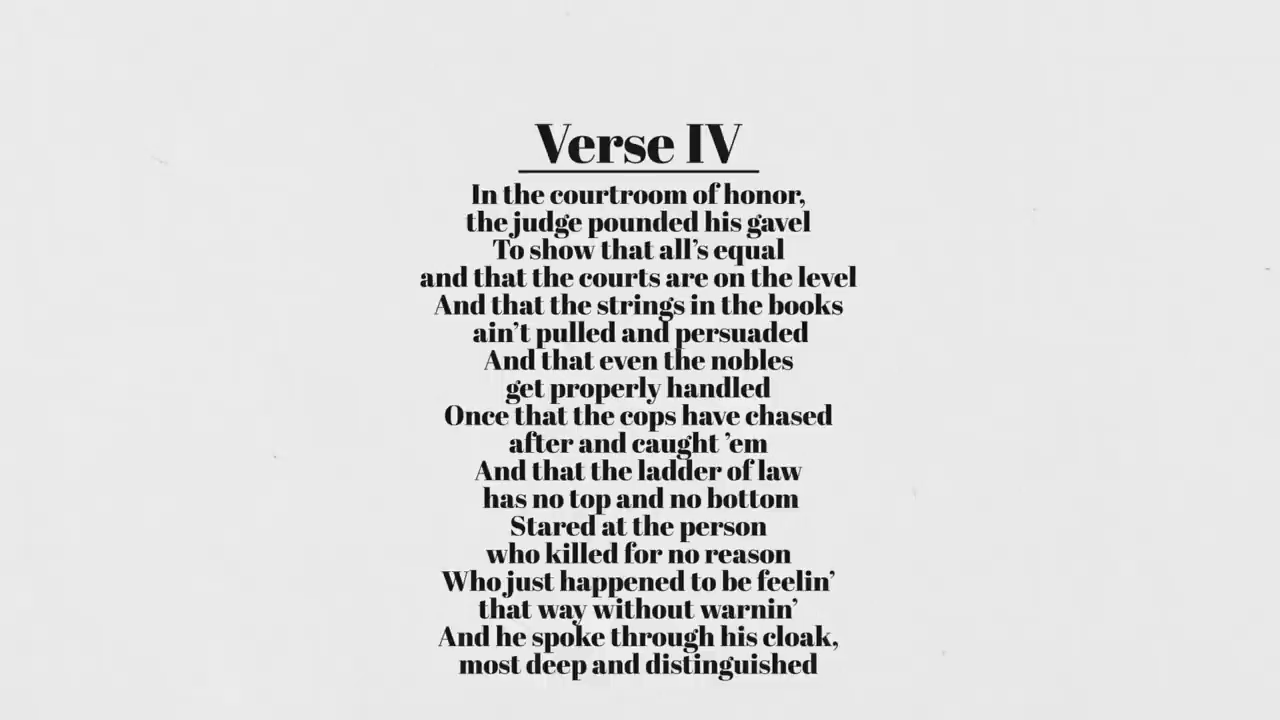 Verse IV
In the courtroom of honor,
the judge pounded his gavel
To show that all’s equal
and that the courts are on the level
And that the strings in the books
ain’t pulled and persuaded
And that even the nobles
get properly handled
Once that the cops have chased
after and caught ’em
And that the ladder of law
has no top and no bottom
Stared at the person
who killed for no reason
Who just happened to be feelin’
that way without warnin’
And he spoke through his cloak,
most deep and distinguished